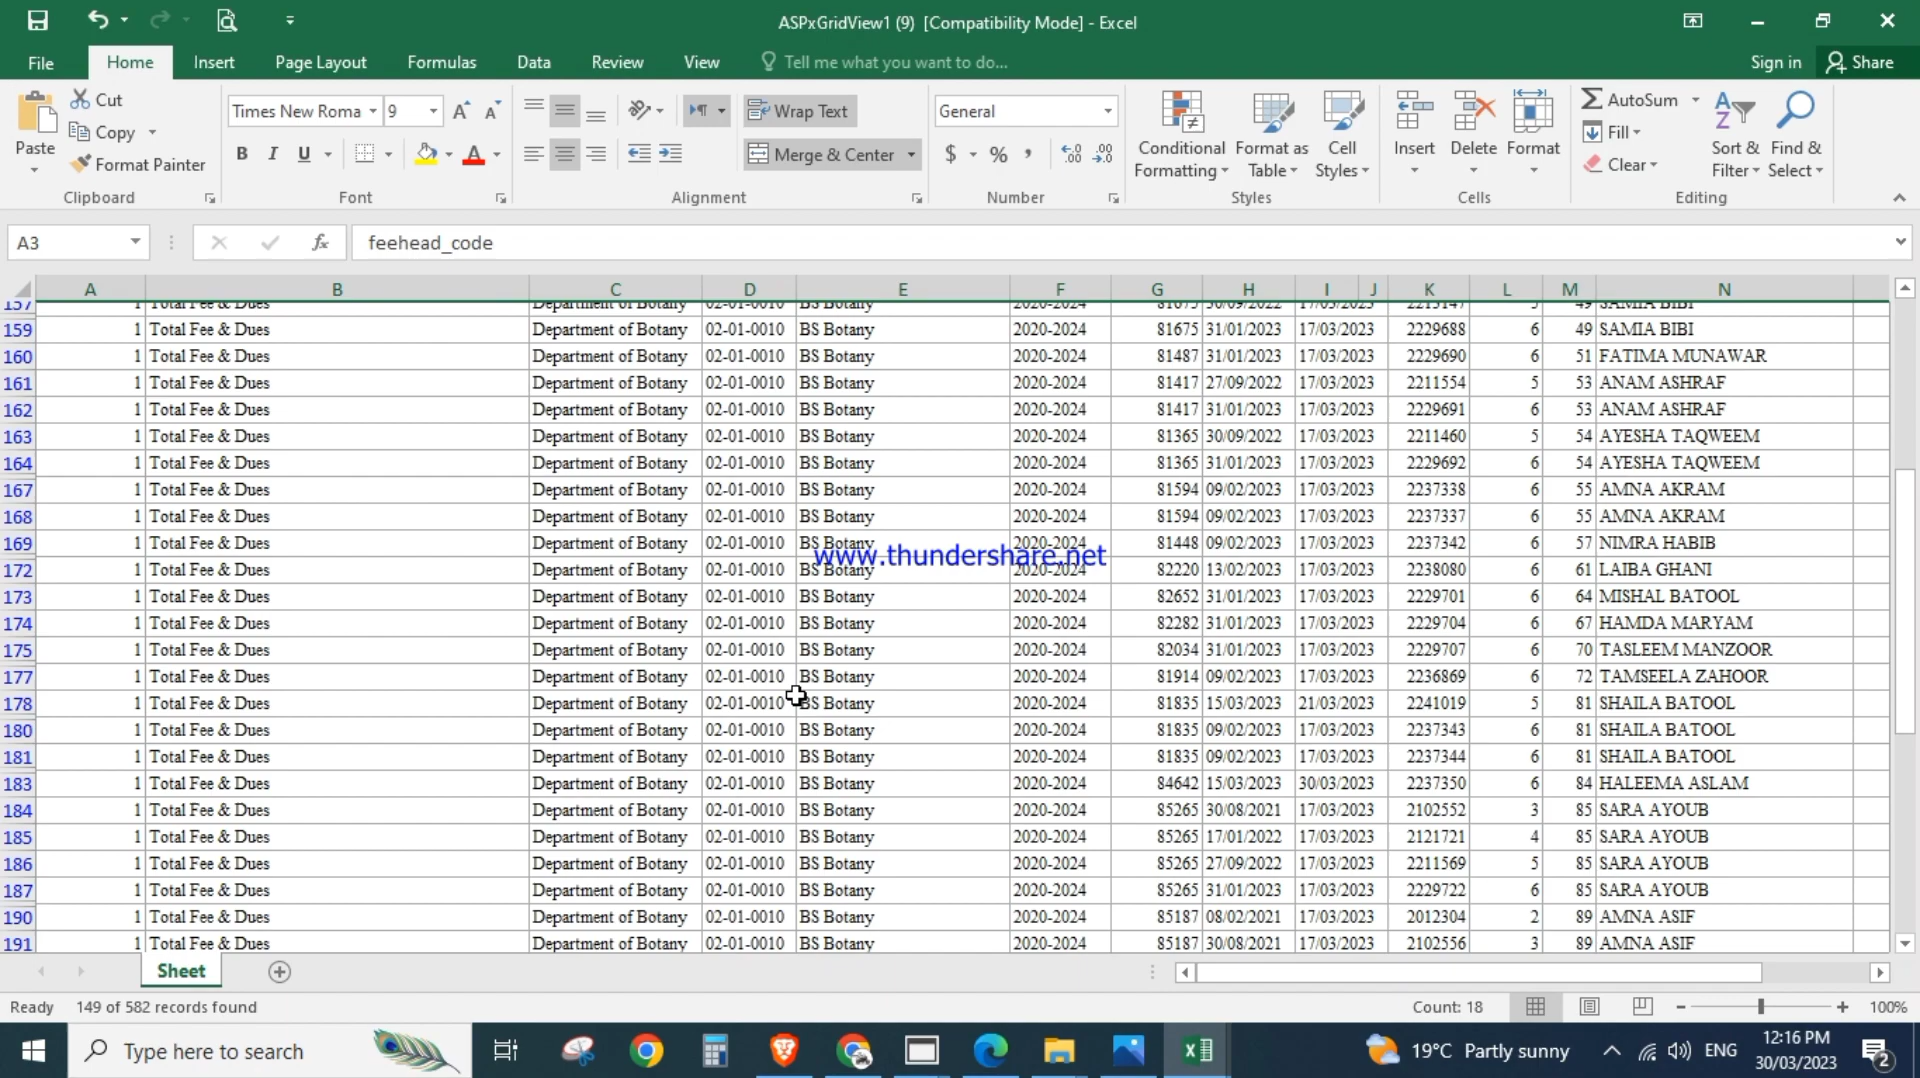 ASPxGridView1 (9) [Compatibility Mode] - Excel
File Home Insert Page Layout Formulas Data Review View Tell me what you want to do... Sign in Share
Paste Cut Copy Format Painter Clipboard
Times New Roma 9 B I U Font
Wrap Text Merge & Center Alignment
General $ % , Number
Conditional Formatting Format as Table Cell Styles Styles
Insert Delete Format Cells
AutoSum Fill Clear Sort & Filter Find & Select Editing
A3 fx feehead_code
A B C D E F G H I J K L M N
157 1 Total Fee & Dues Department of Botany 02-01-0010 BS Botany 2020-2024 81675 30/09/2022 17/03/2023 2213147 5 49 SAMIA BIBI
159 1 Total Fee & Dues Department of Botany 02-01-0010 BS Botany 2020-2024 81675 31/01/2023 17/03/2023 2229688 6 49 SAMIA BIBI
160 1 Total Fee & Dues Department of Botany 02-01-0010 BS Botany 2020-2024 81487 31/01/2023 17/03/2023 2229690 6 51 FATIMA MUNAWAR
161 1 Total Fee & Dues Department of Botany 02-01-0010 BS Botany 2020-2024 81417 27/09/2022 17/03/2023 2211554 5 53 ANAM ASHRAF
162 1 Total Fee & Dues Department of Botany 02-01-0010 BS Botany 2020-2024 81417 31/01/2023 17/03/2023 2229691 6 53 ANAM ASHRAF
163 1 Total Fee & Dues Department of Botany 02-01-0010 BS Botany 2020-2024 81365 30/09/2022 17/03/2023 2211460 5 54 AYESHA TAQWEEM
164 1 Total Fee & Dues Department of Botany 02-01-0010 BS Botany 2020-2024 81365 31/01/2023 17/03/2023 2229692 6 54 AYESHA TAQWEEM
167 1 Total Fee & Dues Department of Botany 02-01-0010 BS Botany 2020-2024 81594 09/02/2023 17/03/2023 2237338 6 55 AMNA AKRAM
168 1 Total Fee & Dues Department of Botany 02-01-0010 BS Botany 2020-2024 81594 09/02/2023 17/03/2023 2237337 6 55 AMNA AKRAM
169 1 Total Fee & Dues Department of Botany 02-01-0010 BS Botany 2020-2024 81448 09/02/2023 17/03/2023 2237342 6 57 NIMRA HABIB
www.thundershare.net
172 1 Total Fee & Dues Department of Botany 02-01-0010 BS Botany 2020-2024 82220 13/02/2023 17/03/2023 2238080 6 61 LAIBA GHANI
173 1 Total Fee & Dues Department of Botany 02-01-0010 BS Botany 2020-2024 82652 31/01/2023 17/03/2023 2229701 6 64 MISHAL BATOOL
174 1 Total Fee & Dues Department of Botany 02-01-0010 BS Botany 2020-2024 82282 31/01/2023 17/03/2023 2229704 6 67 HAMDA MARYAM
175 1 Total Fee & Dues Department of Botany 02-01-0010 BS Botany 2020-2024 82034 31/01/2023 17/03/2023 2229707 6 70 TASLEEM MANZOOR
177 1 Total Fee & Dues Department of Botany 02-01-0010 BS Botany 2020-2024 81914 09/02/2023 17/03/2023 2236869 6 72 TAMSEELA ZAHOOR
178 1 Total Fee & Dues Department of Botany 02-01-0010 BS Botany 2020-2024 81835 15/03/2023 21/03/2023 2241019 5 81 SHAILA BATOOL
180 1 Total Fee & Dues Department of Botany 02-01-0010 BS Botany 2020-2024 81835 09/02/2023 17/03/2023 2237343 6 81 SHAILA BATOOL
181 1 Total Fee & Dues Department of Botany 02-01-0010 BS Botany 2020-2024 81835 09/02/2023 17/03/2023 2237344 6 81 SHAILA BATOOL
183 1 Total Fee & Dues Department of Botany 02-01-0010 BS Botany 2020-2024 84642 15/03/2023 30/03/2023 2237350 6 84 HALEEMA ASLAM
184 1 Total Fee & Dues Department of Botany 02-01-0010 BS Botany 2020-2024 85265 30/08/2021 17/03/2023 2102552 3 85 SARA AYOUB
185 1 Total Fee & Dues Department of Botany 02-01-0010 BS Botany 2020-2024 85265 17/01/2022 17/03/2023 2121721 4 85 SARA AYOUB
186 1 Total Fee & Dues Department of Botany 02-01-0010 BS Botany 2020-2024 85265 27/09/2022 17/03/2023 2211569 5 85 SARA AYOUB
187 1 Total Fee & Dues Department of Botany 02-01-0010 BS Botany 2020-2024 85265 31/01/2023 17/03/2023 2229722 6 85 SARA AYOUB
190 1 Total Fee & Dues Department of Botany 02-01-0010 BS Botany 2020-2024 85187 08/02/2021 17/03/2023 2012304 2 89 AMNA ASIF
191 1 Total Fee & Dues Department of Botany 02-01-0010 BS Botany 2020-2024 85187 30/08/2021 17/03/2023 2102556 3 89 AMNA ASIF
Sheet
Ready 149 of 582 records found Count: 18 100%
Type here to search 19°C Partly sunny ENG 12:16 PM 30/03/2023 2